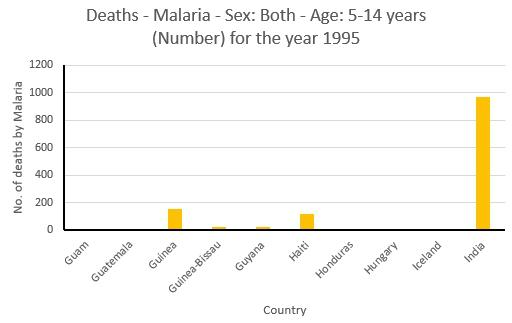 Deaths - Malaria - Sex: Both - Age: 5-14 years
(Number) for the year 1995
No. of deaths by Malaria
1200
1000
800
600
400
200
0
Guam
Guatemala
Guinea
Guinea-Bissau
Guyana
Haiti
Honduras
Hungary
Iceland
India
Country